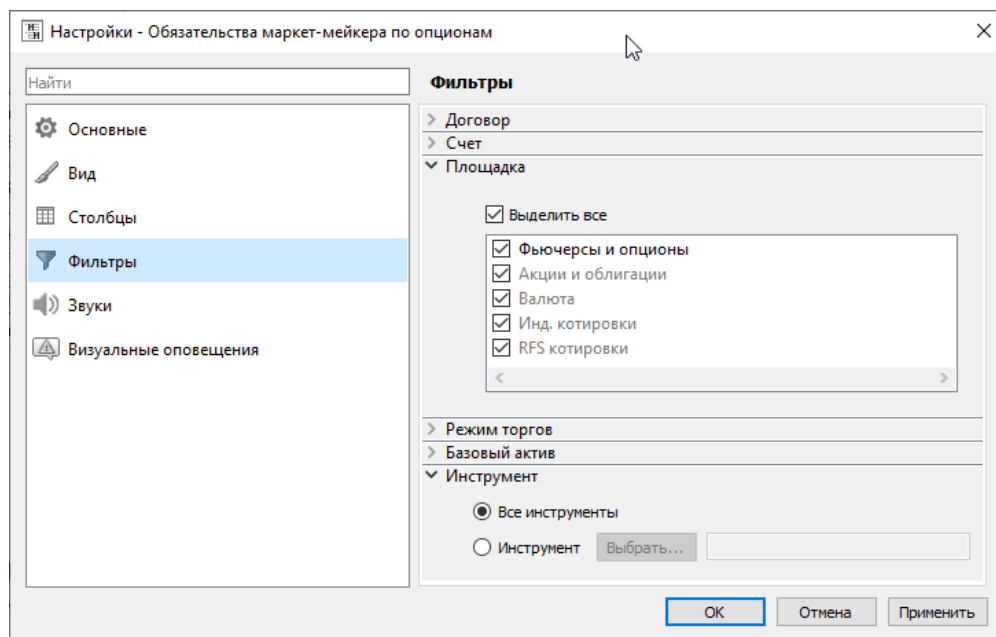 Настройки - Обязательства маркет-мейкера по опционам
Найти
Основные
Вид
Столбцы
Фильтры
Звуки
Визуальные оповещения
Фильтры
Договор
Счет
Площадка
Выделить все
Фьючерсы и опционы
Акции и облигации
Валюта
Инд. котировки
RFS котировки
Режим торгов
Базовый актив
Инструмент
Все инструменты
Инструмент Выбрать...
OK Отмена Применить